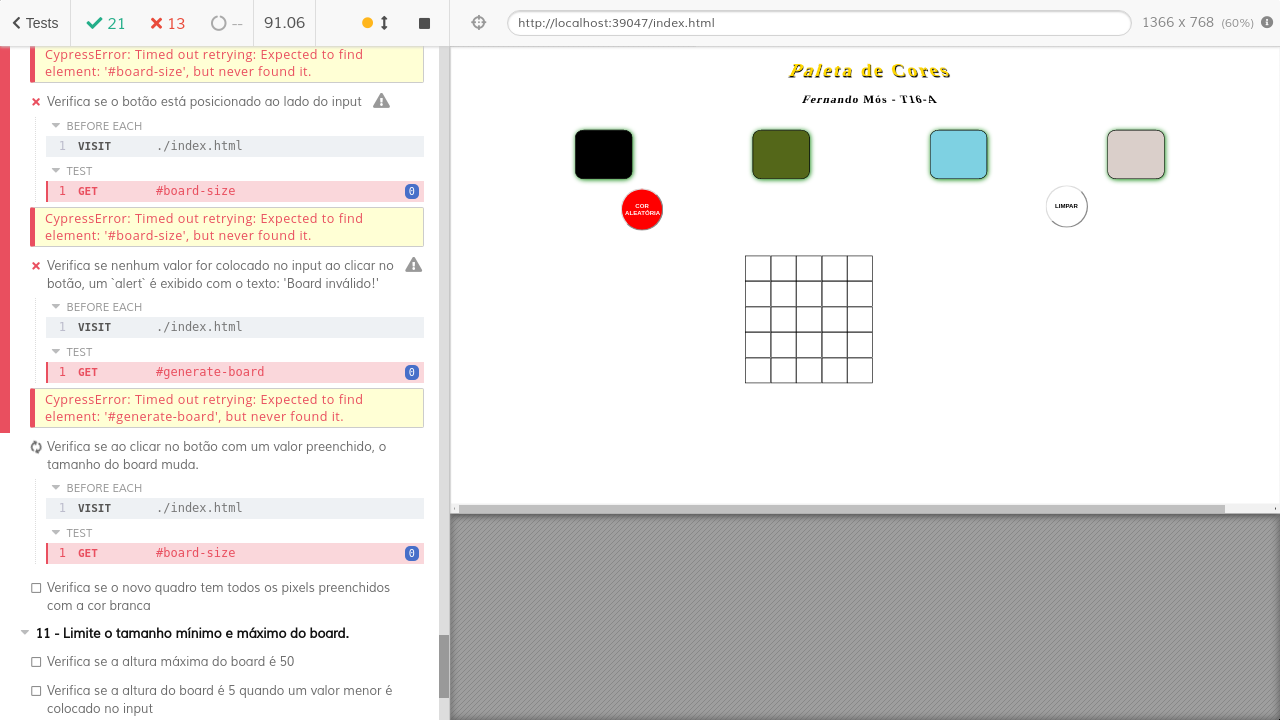 Tests
21
13
--
91.06
http://localhost:39047/index.html
1366 x 768 (60%)
CypressError: Timed out retrying: Expected to find
element: '#board-size', but never found it.
Verifica se o botão está posicionado ao lado do input
BEFORE EACH
1 VISIT ./index.html
TEST
1 GET #board-size 0
CypressError: Timed out retrying: Expected to find
element: '#board-size', but never found it.
Verifica se nenhum valor for colocado no input ao clicar no
botão, um `alert` é exibido com o texto: 'Board inválido!'
BEFORE EACH
1 VISIT ./index.html
TEST
1 GET #generate-board 0
CypressError: Timed out retrying: Expected to find
element: '#generate-board', but never found it.
Verifica se ao clicar no botão com um valor preenchido, o
tamanho do board muda.
BEFORE EACH
1 VISIT ./index.html
TEST
1 GET #board-size 0
Verifica se o novo quadro tem todos os pixels preenchidos
com a cor branca
11 - Limite o tamanho mínimo e máximo do board.
Verifica se a altura máxima do board é 50
Verifica se a altura do board é 5 quando um valor menor é
colocado no input
Paleta de Cores
Fernando Mós - T16-A
COR
ALEATÓRIA
LIMPAR